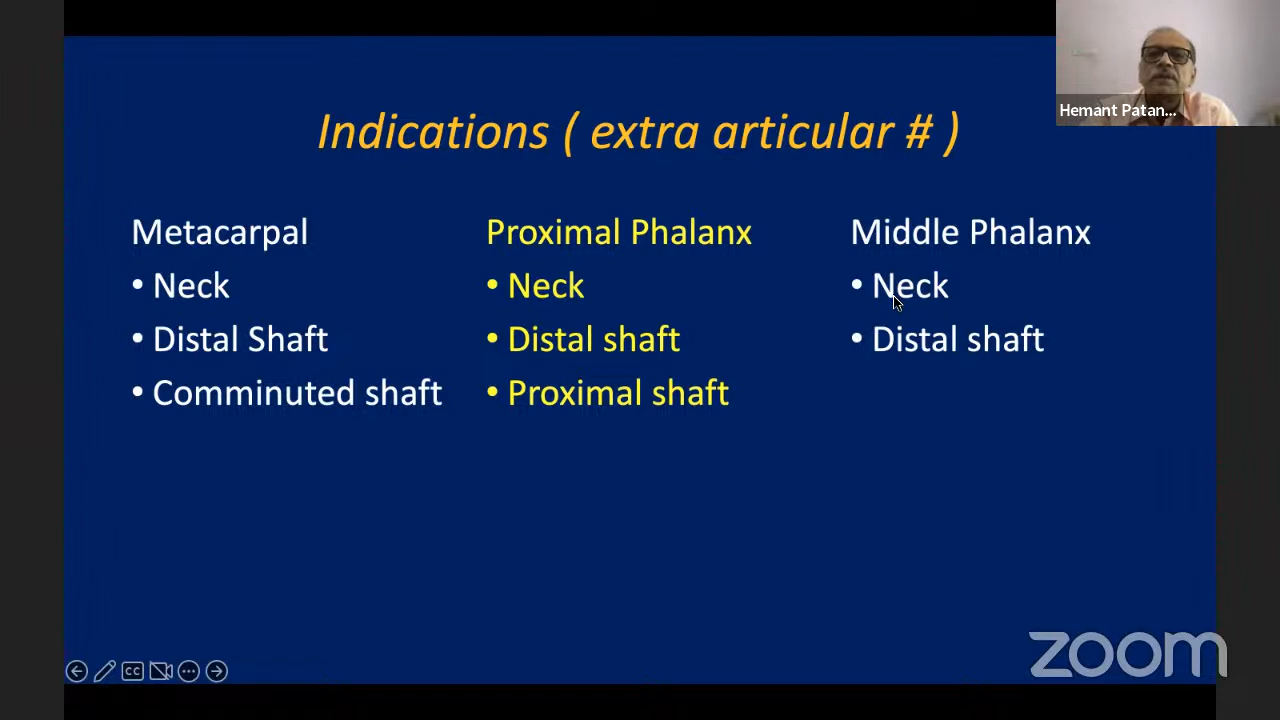 Indications ( extra articular # )
Hemant Patan...
Metacarpal
• Neck
• Distal Shaft
• Comminuted shaft
Proximal Phalanx
• Neck
• Distal shaft
• Proximal shaft
Middle Phalanx
• Neck
• Distal shaft
CC
zoom